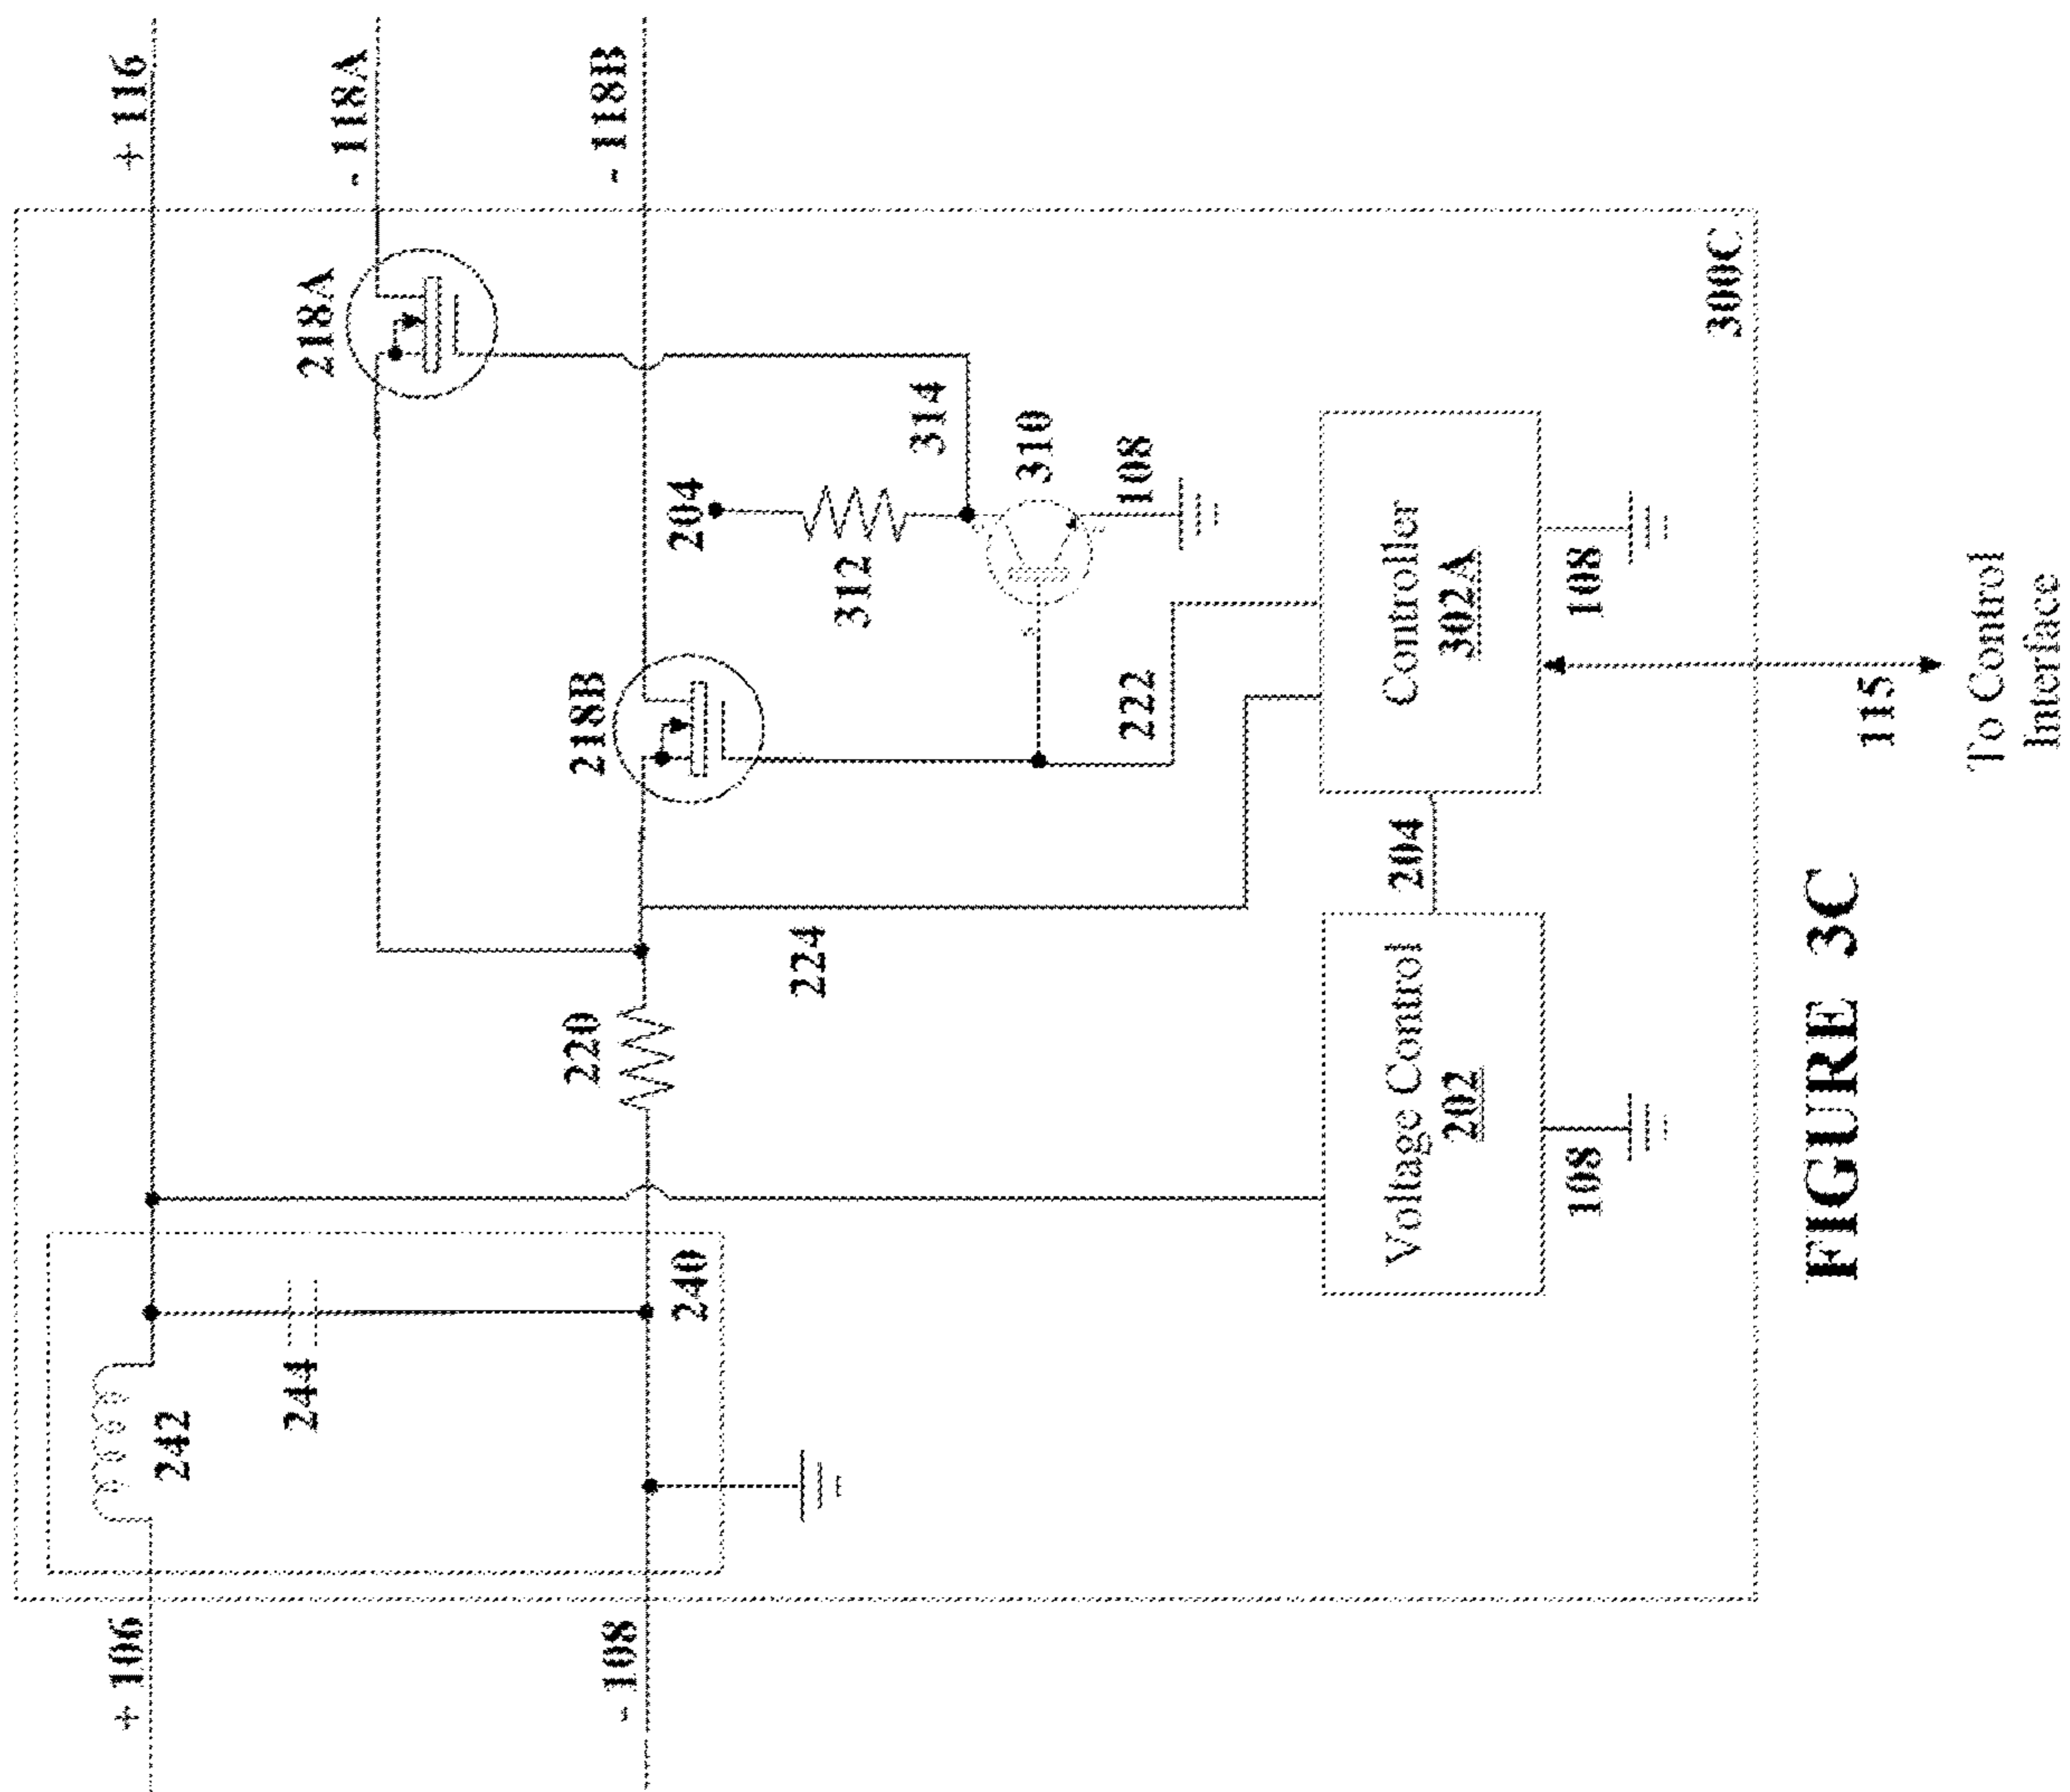 + 106
- 108
242
244
240
+ 116
- 118A
- 118B
218A
218B
220
224
204
312
314
310
108
222
Voltage Control
202
108
204
Controller
302A
108
300C
115
To Control
Interface
FIGURE 3C